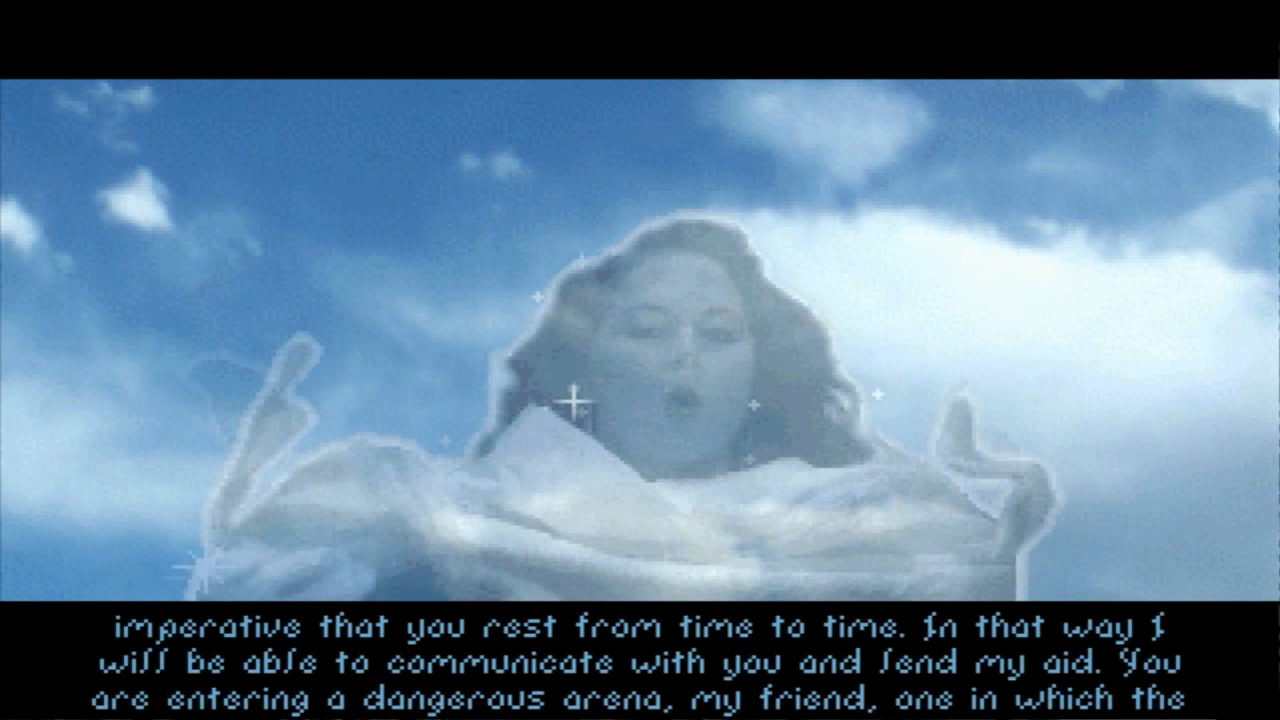 imperative that you rest from time to time. In that way I
will be able to communicate with you and lend my aid. You
are entering a dangerous arena, my friend, one in which the